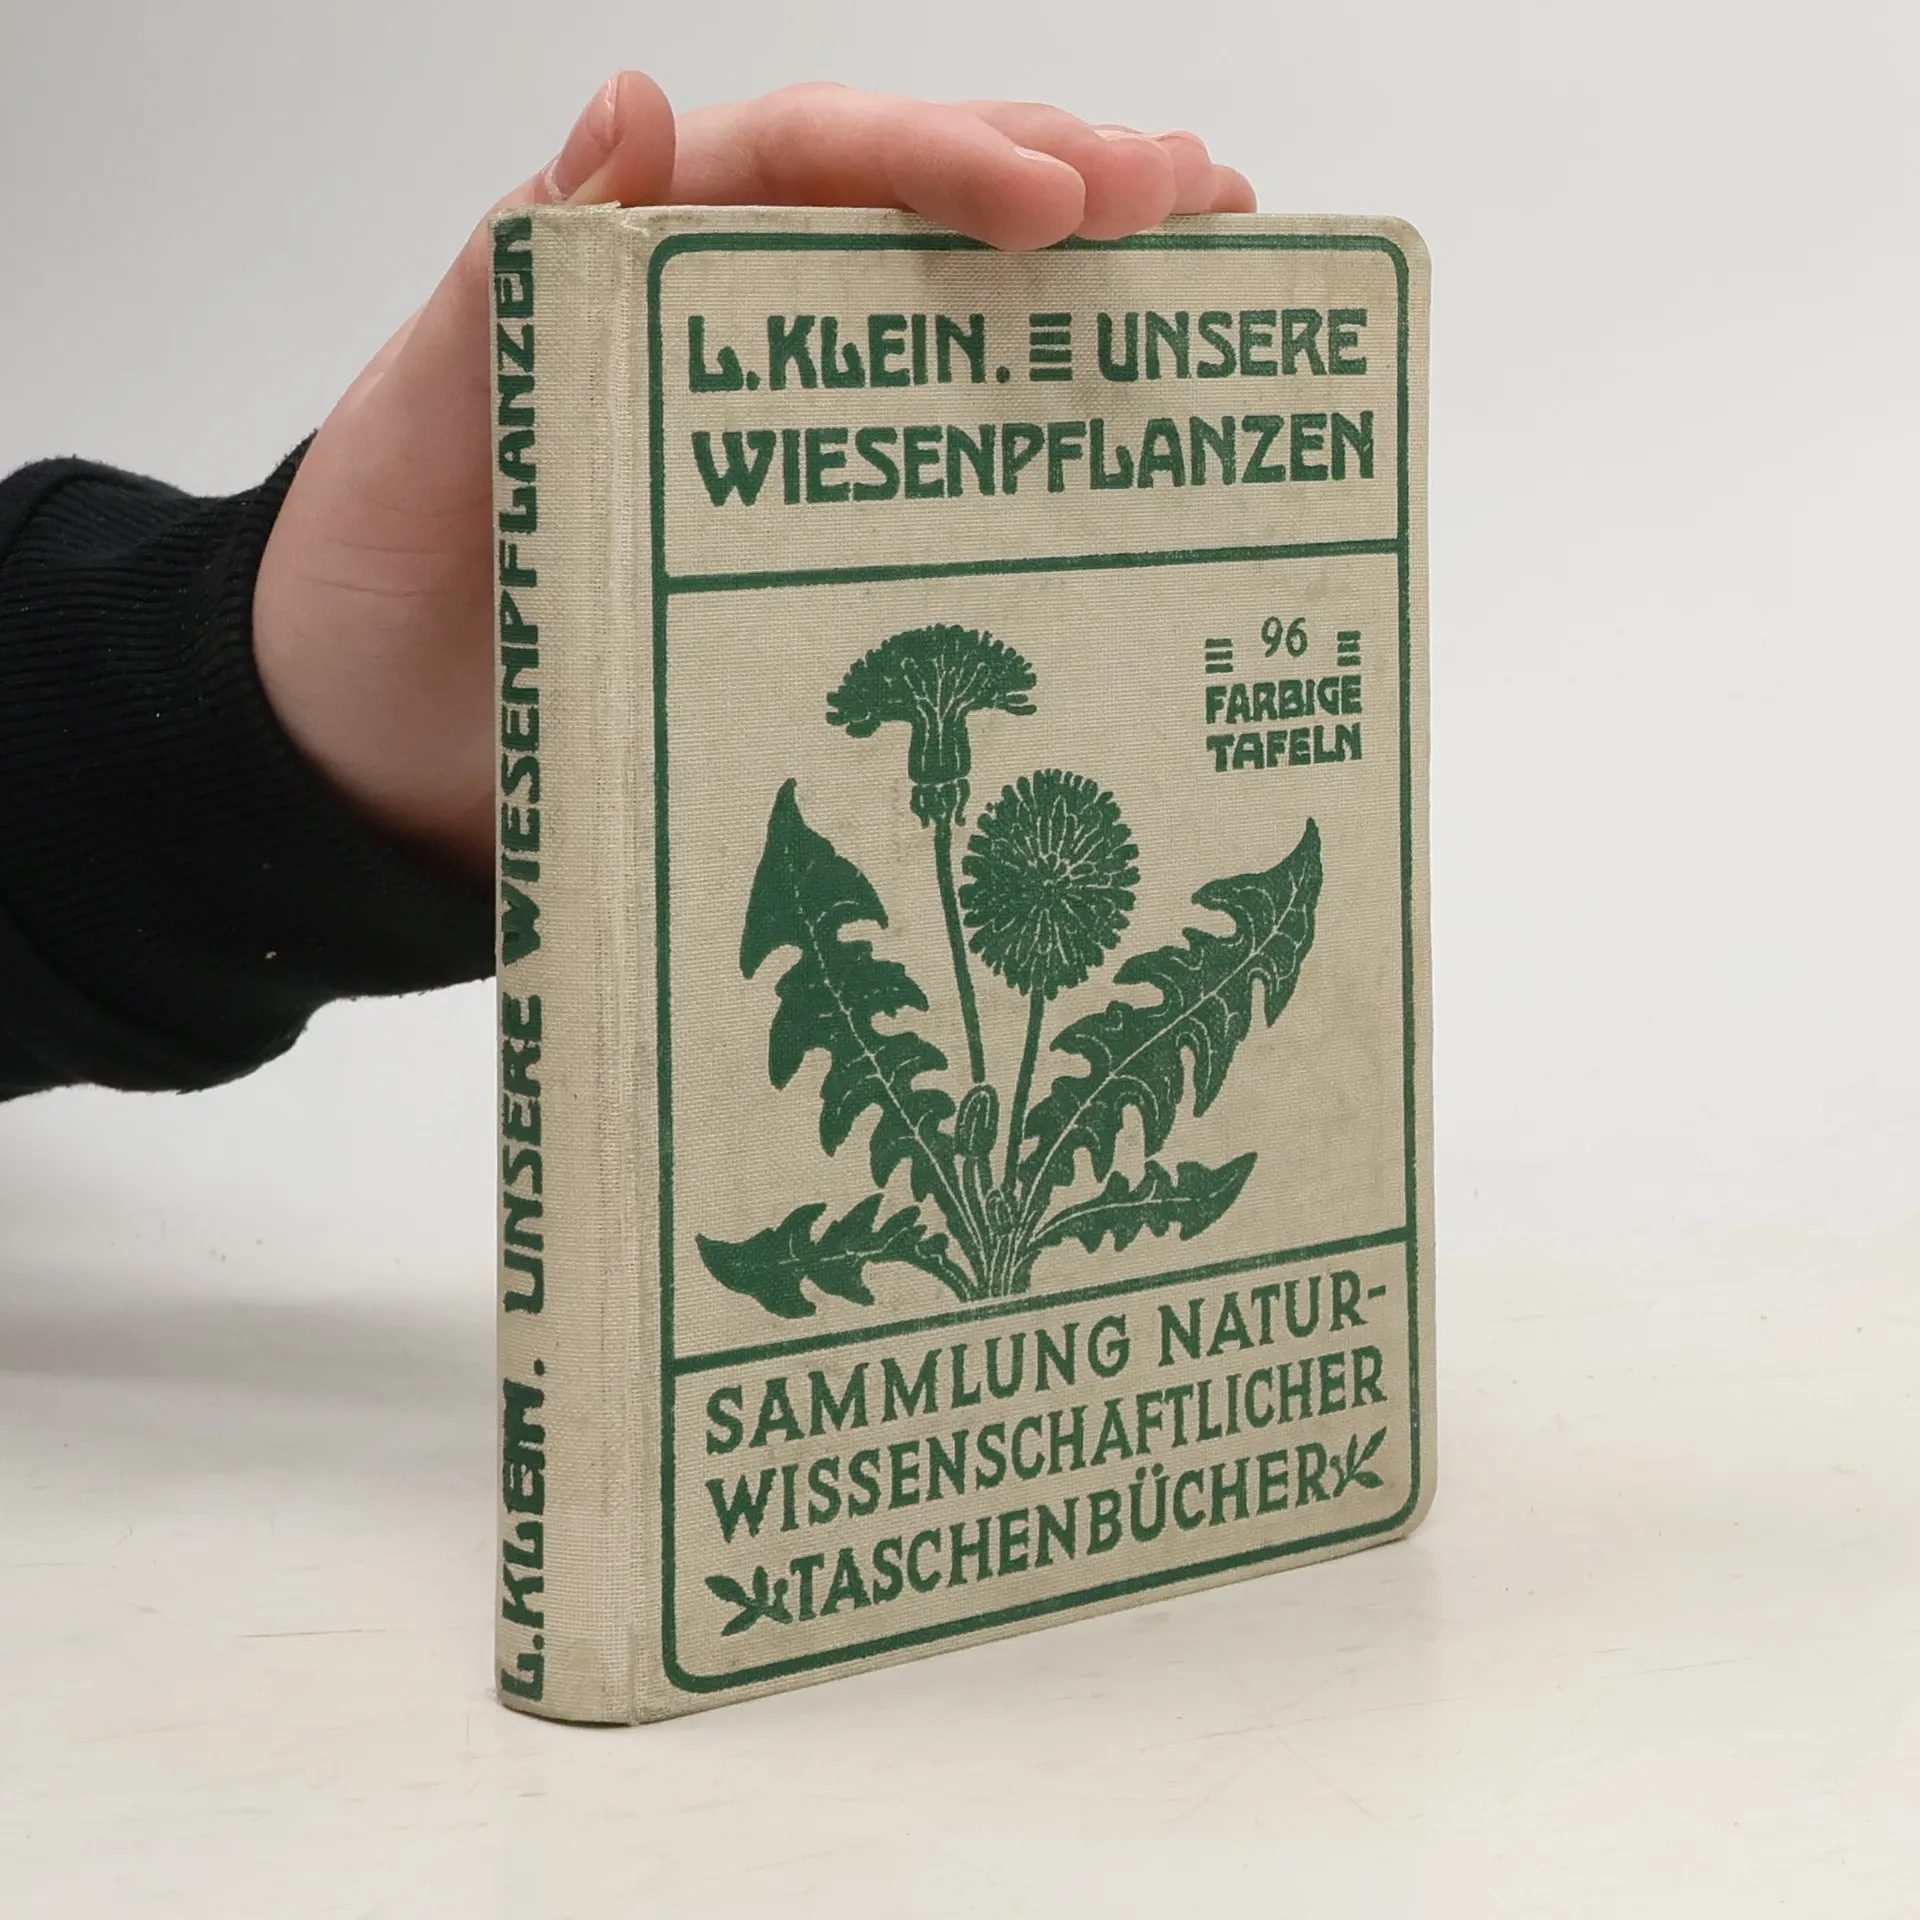 L. KLEIN. UNSERE WIESENPFLANZEN
L. KLEIN. UNSERE
WIESENPFLANZEN
96
FARBIGE
TAFELN
SAMMLUNG NATUR-
WISSENSCHAFTLICHER
TASCHENBÜCHER